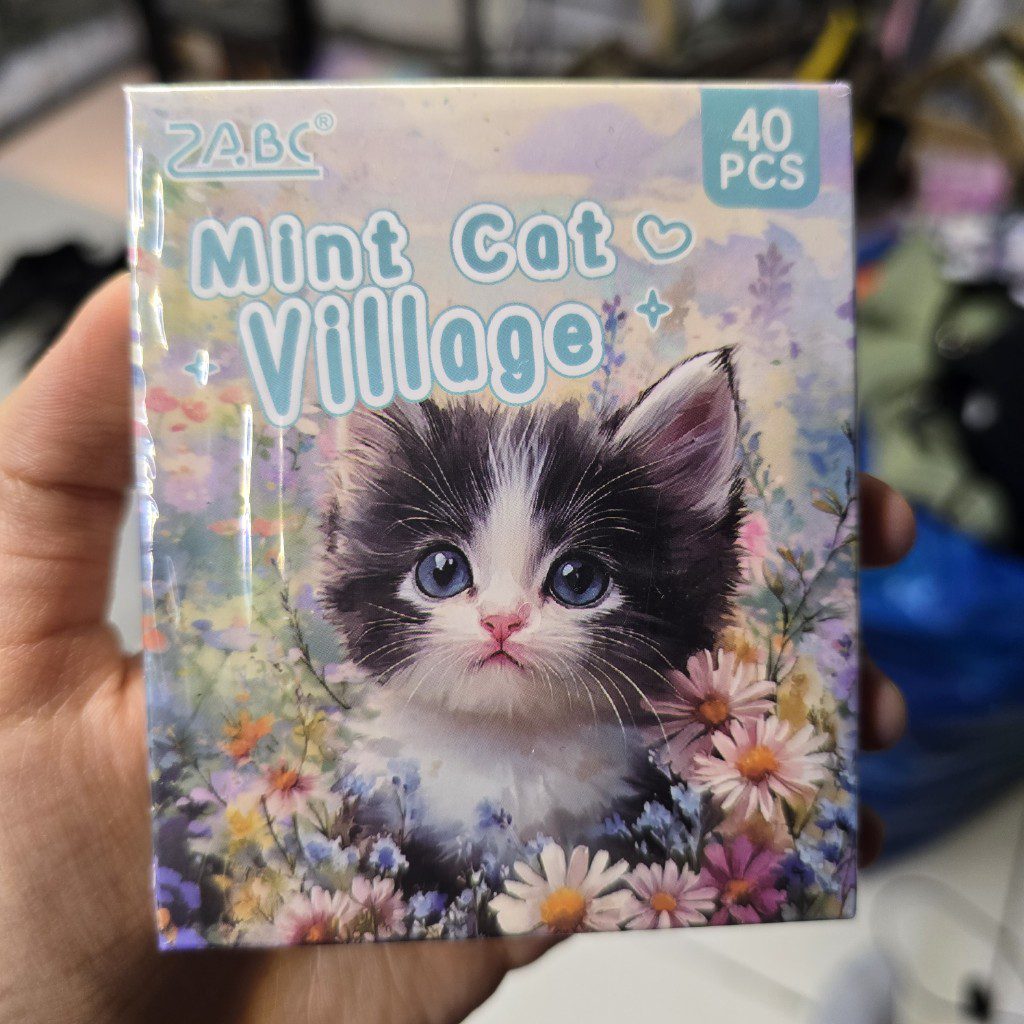 ZABC®
40
PCS
Mint Cat
Village